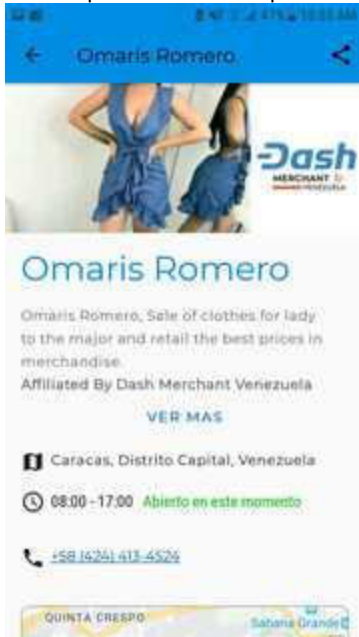 Omaris Romero
Dash
MERCHANT
VENEZUELA
Omaris Romero
Omaris Romero, Sale of clothes for lady
to the major and retail the best prices in
merchandise.
Affiliated By Dash Merchant Venezuela
VER MAS
Caracas, Distrito Capital, Venezuela
08:00 - 17:00 Abierto en este momento
+58 (424) 413-4524
QUINTA CRESPO
Sabana Grande